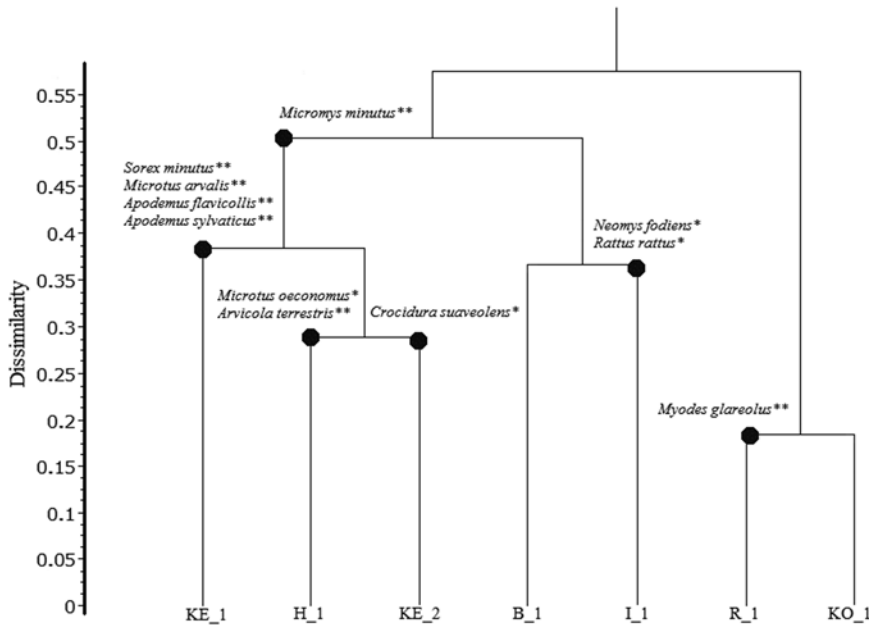 Micromys minutus**
Sorex minutus**
Microtus arvalis**
Apodemus flavicollis**
Apodemus sylvaticus**
Neomys fodiens*
Rattus rattus*
Microtus oeconomus*
Arvicola terrestris**
Crocidura suaveolens*
Myodes glareolus**
Dissimilarity
0.55
0.5
0.45
0.4
0.35
0.3
0.25
0.2
0.15
0.1
0.05
0
KE_1 H_1 KE_2 B_1 I_1 R_1 KO_1